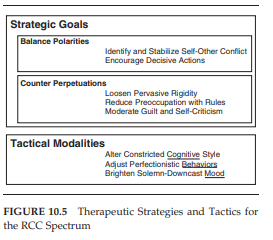 Strategic Goals
Balance Polarities
Identify and Stabilize Self-Other Conflict
Encourage Decisive Actions
Counter Perpetuations
Loosen Pervasive Rigidity
Reduce Preoccupation with Rules
Moderate Guilt and Self-Criticism
Tactical Modalities
Alter Constricted Cognitive Style
Adjust Perfectionistic Behaviors
Brighten Solemn-Downcast Mood
FIGURE 10.5 Therapeutic Strategies and Tactics for
the RCC Spectrum